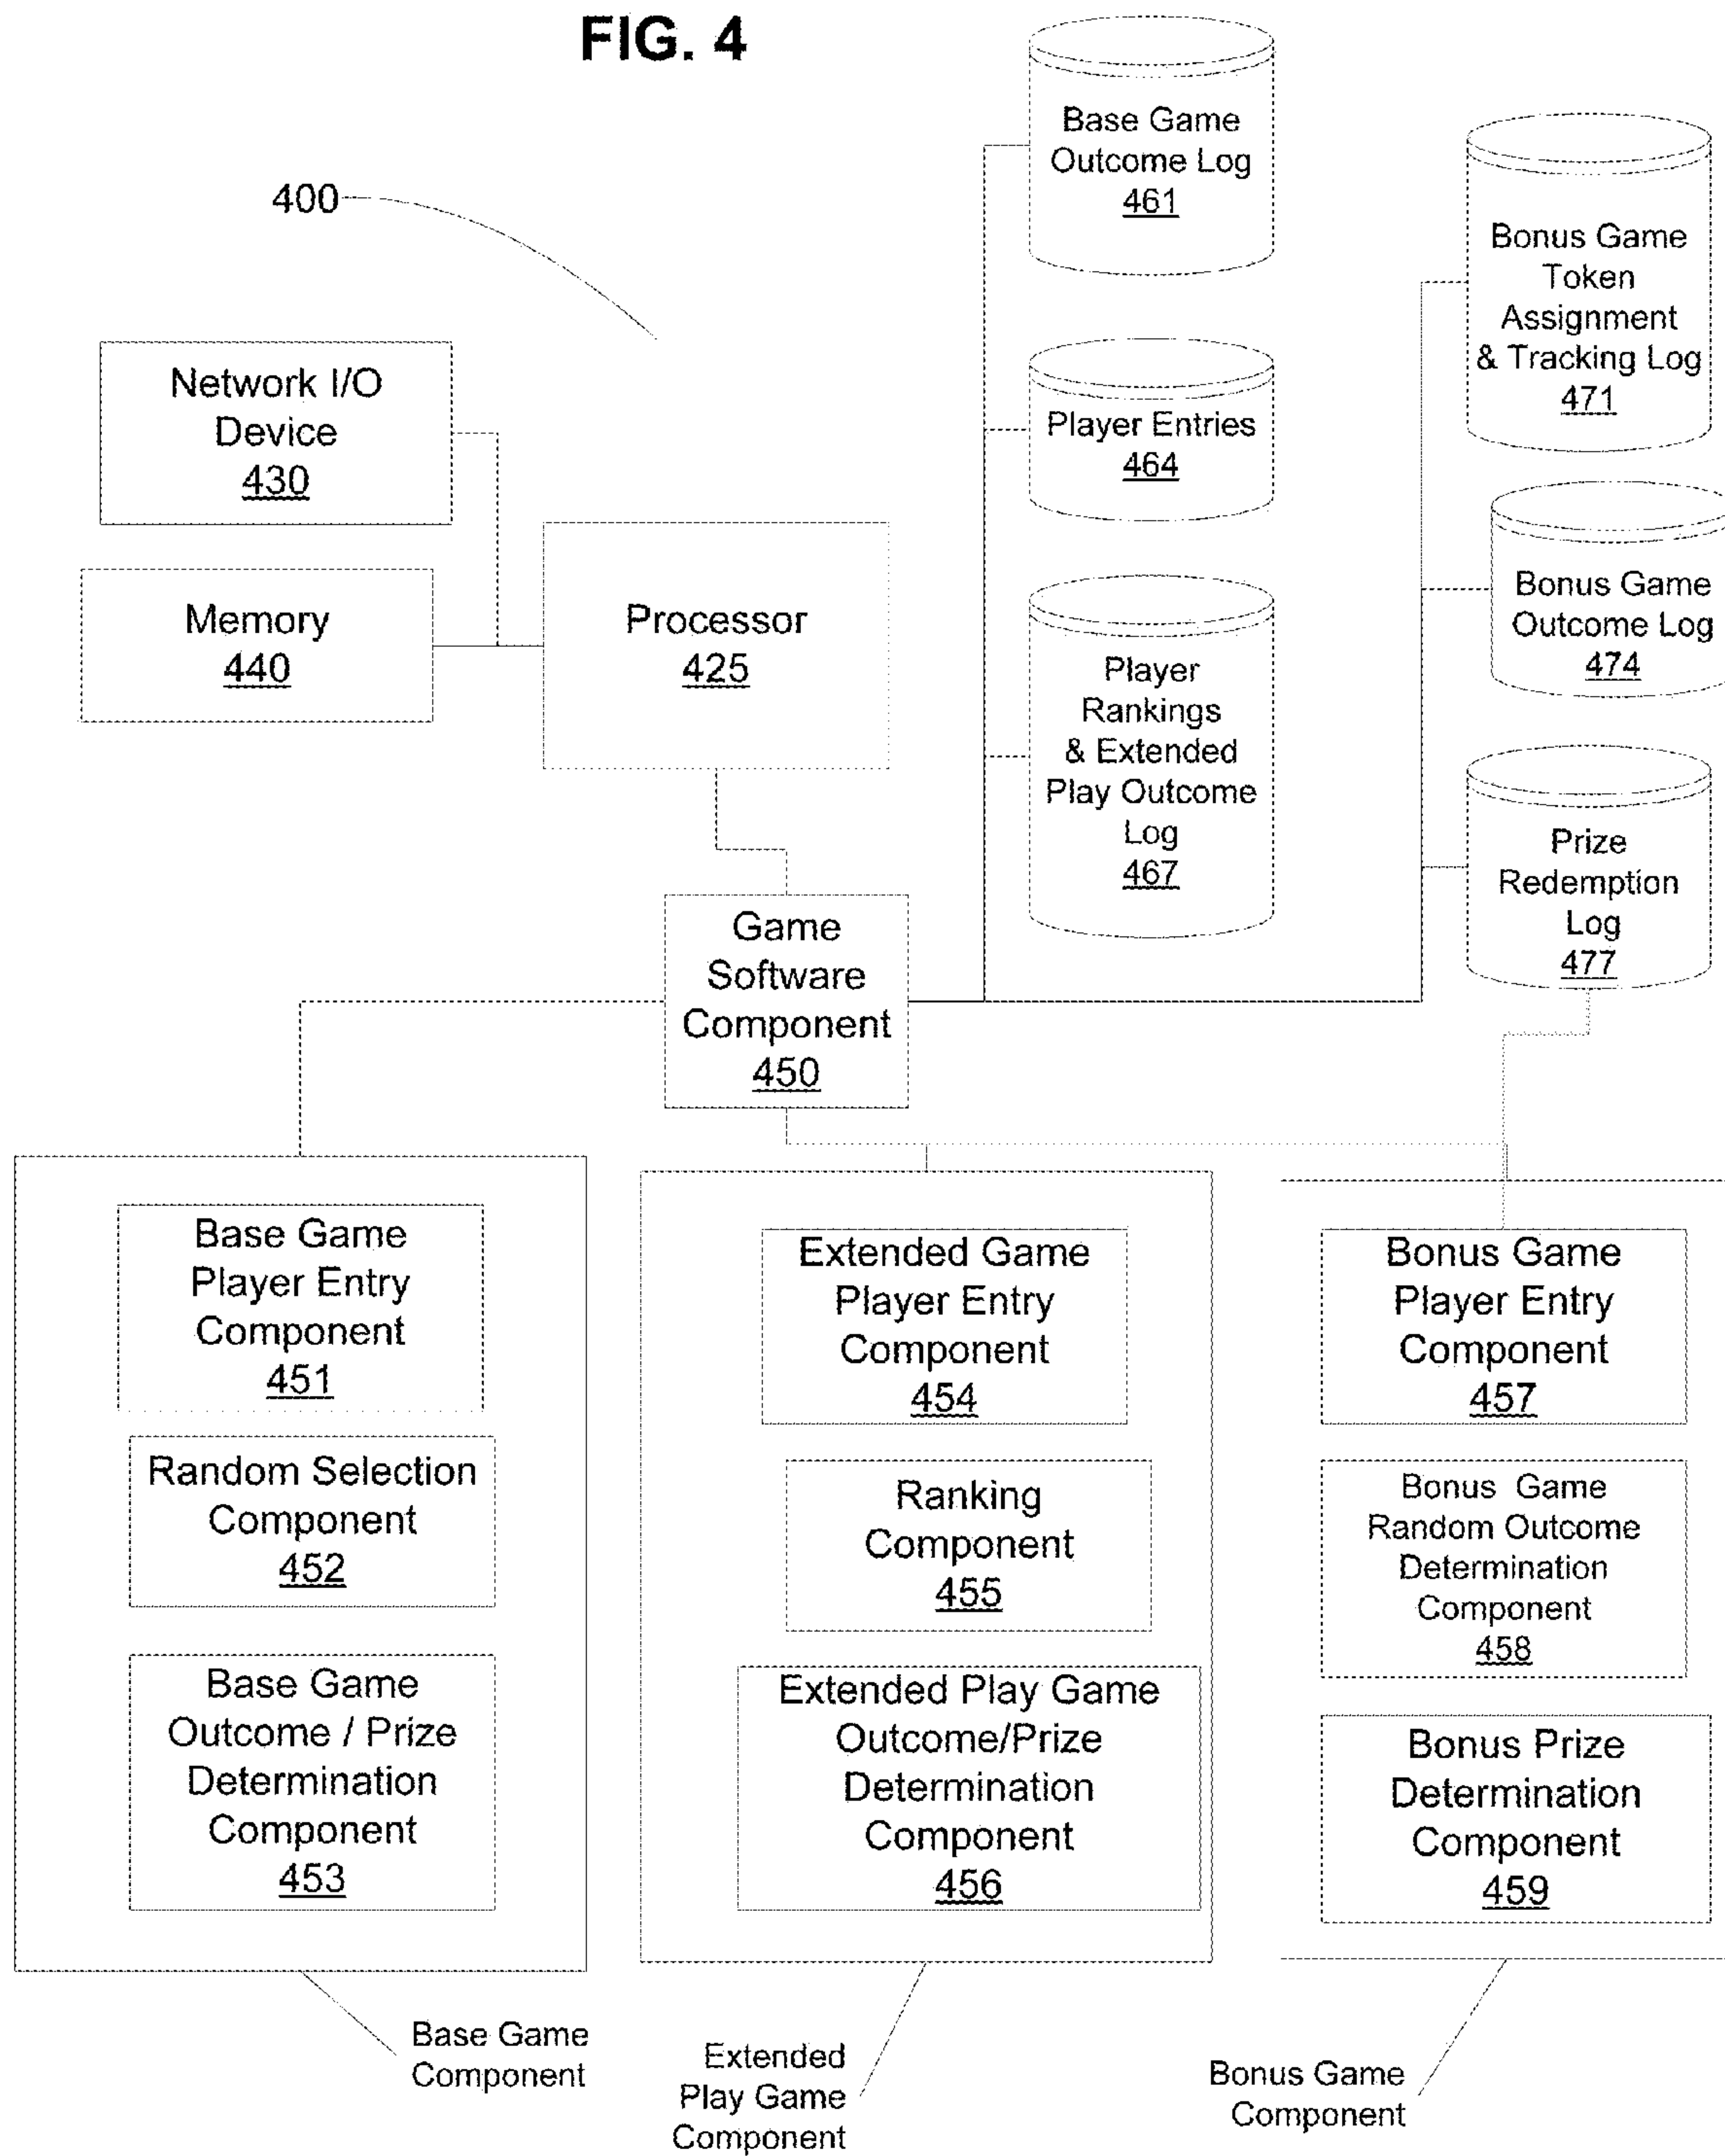 FIG. 4
400
Network I/O
Device
430
Memory
440
Processor
425
Base Game
Outcome Log
461
Player Entries
464
Player
Rankings
& Extended
Play Outcome
Log
467
Bonus Game
Token
Assignment
& Tracking Log
471
Bonus Game
Outcome Log
474
Prize
Redemption
Log
477
Game
Software
Component
450
Base Game
Player Entry
Component
451
Random Selection
Component
452
Base Game
Outcome / Prize
Determination
Component
453
Base Game
Component
Extended Game
Player Entry
Component
454
Ranking
Component
455
Extended Play Game
Outcome/Prize
Determination
Component
456
Extended
Play Game
Component
Bonus Game
Player Entry
Component
457
Bonus Game
Random Outcome
Determination
Component
458
Bonus Prize
Determination
Component
459
Bonus Game
Component